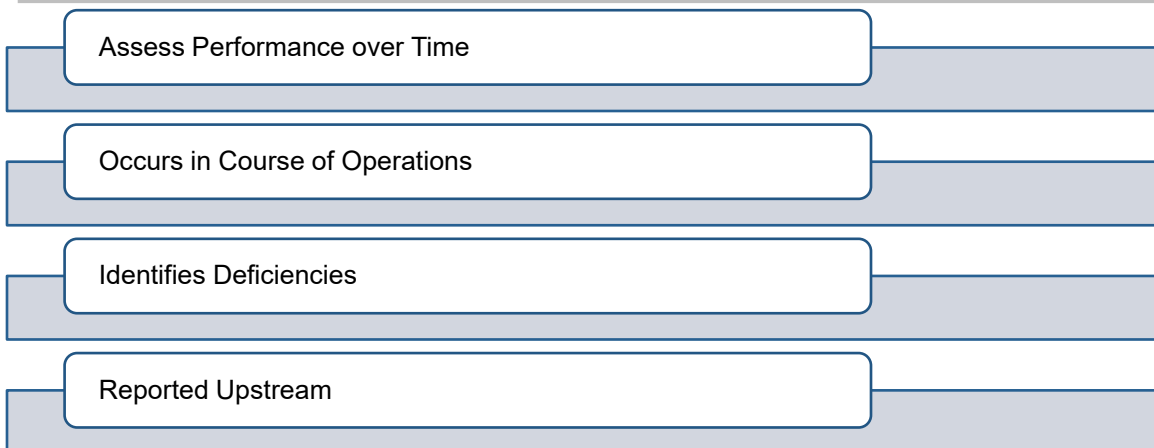 Assess Performance over Time
Occurs in Course of Operations
Identifies Deficiencies
Reported Upstream